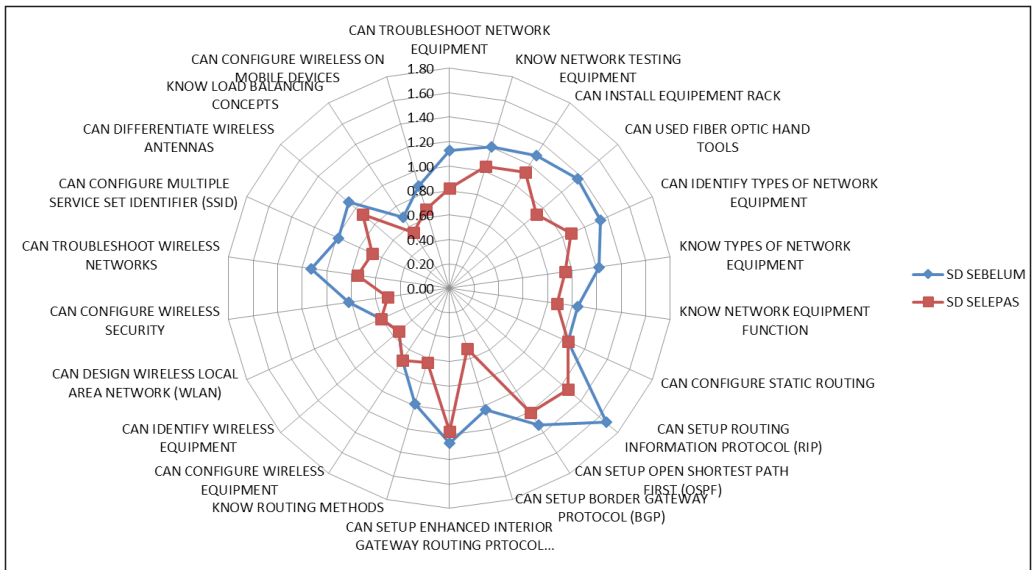 CAN TROUBLESHOOT NETWORK
EQUIPMENT
KNOW NETWORK TESTING
EQUIPMENT
CAN INSTALL EQUIPEMENT RACK
CAN USED FIBER OPTIC HAND
TOOLS
CAN IDENTIFY TYPES OF NETWORK
EQUIPMENT
KNOW TYPES OF NETWORK
EQUIPMENT
KNOW NETWORK EQUIPMENT
FUNCTION
CAN CONFIGURE STATIC ROUTING
CAN SETUP ROUTING
INFORMATION PROTOCOL (RIP)
CAN SETUP OPEN SHORTEST PATH
FIRST (OSPF)
CAN SETUP BORDER GATEWAY
PROTOCOL (BGP)
CAN SETUP ENHANCED INTERIOR
GATEWAY ROUTING PRTOCOL...
KNOW ROUTING METHODS
CAN CONFIGURE WIRELESS
EQUIPMENT
CAN IDENTIFY WIRELESS
EQUIPMENT
CAN DESIGN WIRELESS LOCAL
AREA NETWORK (WLAN)
CAN CONFIGURE WIRELESS
SECURITY
CAN TROUBLESHOOT WIRELESS
NETWORKS
CAN CONFIGURE MULTIPLE
SERVICE SET IDENTIFIER (SSID)
CAN DIFFERENTIATE WIRELESS
ANTENNAS
KNOW LOAD BALANCING
CONCEPTS
CAN CONFIGURE WIRELESS ON
MOBILE DEVICES
1.80
1.60
1.40
1.20
1.00
0.80
0.60
0.40
0.20
0.00
SD SEBELUM
SD SELEPAS